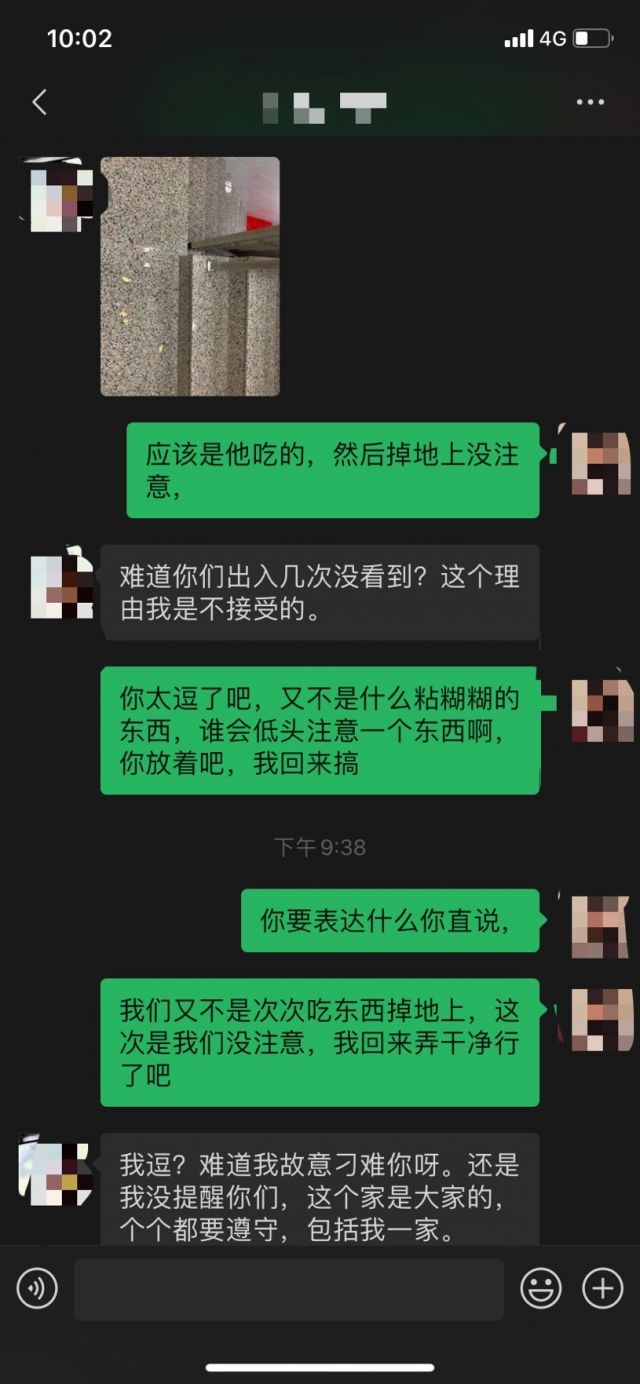 10:02
4G
应该是他吃的，然后掉地上没注
意，
难道你们出入几次没看到？这个理
由我是不接受的。
你太逗了吧，又不是什么粘糊糊的
东西，谁会低头注意一个东西啊，
你放着吧，我回来搞
下午 9:38
你要表达什么你直说，
我们又不是次次吃东西掉地上，这
次是我们没注意，我回来弄干净行
了吧
我逗？难道我故意刁难你呀。还是
我没提醒你们，这个家是大家的，
个个都要遵守，包括我一家。